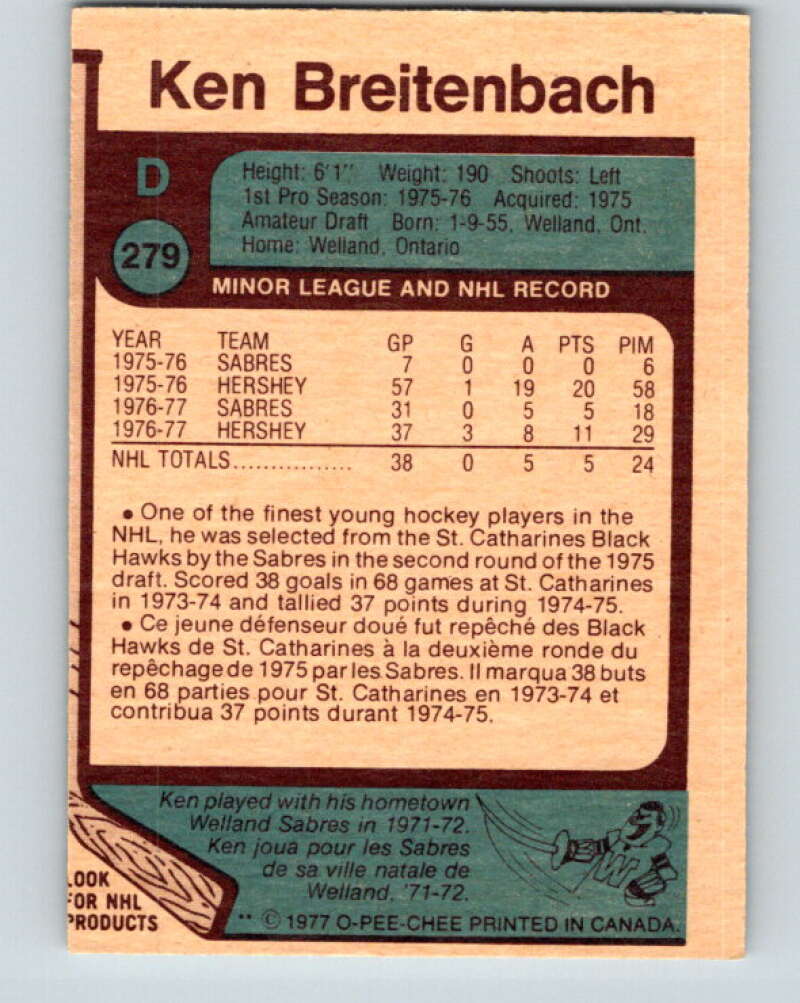 Ken Breitenbach
D
279
Height: 6'1" Weight: 190 Shoots: Left
1st Pro Season: 1975-76 Acquired: 1975
Amateur Draft Born: 1-9-55, Welland, Ont.
Home: Welland, Ontario
MINOR LEAGUE AND NHL RECORD
YEAR TEAM GP G A PTS PIM
1975-76 SABRES 7 0 0 0 6
1975-76 HERSHEY 57 1 19 20 58
1976-77 SABRES 31 0 5 5 18
1976-77 HERSHEY 37 3 8 11 29
NHL TOTALS................ 38 0 5 5 24
• One of the finest young hockey players in the
NHL, he was selected from the St. Catharines Black
Hawks by the Sabres in the second round of the 1975
draft. Scored 38 goals in 68 games at St. Catharines
in 1973-74 and tallied 37 points during 1974-75.
• Ce jeune défenseur doué fut repêché des Black
Hawks de St. Catharines à la deuxième ronde du
repêchage de 1975 par les Sabres. Il marqua 38 buts
en 68 parties pour St. Catharines en 1973-74 et
contribua 37 points durant 1974-75.
Ken played with his hometown
Welland Sabres in 1971-72.
Ken joua pour les Sabres
de sa ville natale de
Welland, '71-72.
W
LOOK
FOR NHL
PRODUCTS
** © 1977 O-PEE-CHEE PRINTED IN CANADA.